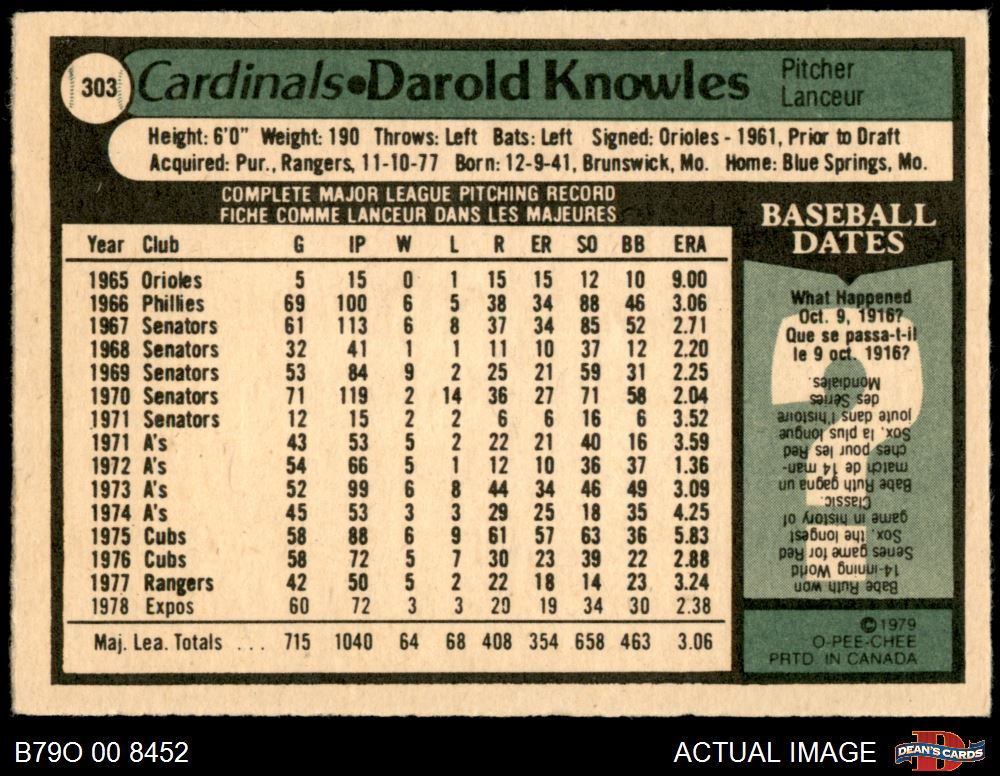 303
Cardinals•Darold Knowles
Pitcher
Lanceur
Height: 6'0" Weight: 190 Throws: Left Bats: Left Signed: Orioles - 1961, Prior to Draft
Acquired: Pur., Rangers, 11-10-77 Born: 12-9-41, Brunswick, Mo. Home: Blue Springs, Mo.
COMPLETE MAJOR LEAGUE PITCHING RECORD
FICHE COMME LANCEUR DANS LES MAJEURES
Year Club G IP W L R ER SO BB ERA
1965 Orioles 5 15 0 1 15 15 12 10 9.00
1966 Phillies 69 100 6 5 38 34 88 46 3.06
1967 Senators 61 113 6 8 37 34 85 52 2.71
1968 Senators 32 41 1 1 11 10 37 12 2.20
1969 Senators 53 84 9 2 25 21 59 31 2.25
1970 Senators 71 119 2 14 36 27 71 58 2.04
1971 Senators 12 15 2 2 6 6 16 6 3.52
1971 A's 43 53 5 2 22 21 40 16 3.59
1972 A's 54 66 5 1 12 10 36 37 1.36
1973 A's 52 99 6 8 44 34 46 49 3.09
1974 A's 45 53 3 3 29 25 18 35 4.25
1975 Cubs 58 88 6 9 61 57 63 36 5.83
1976 Cubs 58 72 5 7 30 23 39 22 2.88
1977 Rangers 42 50 5 2 22 18 14 23 3.24
1978 Expos 60 72 3 3 20 19 34 30 2.38
Maj. Lea. Totals ... 715 1040 64 68 408 354 658 463 3.06
BASEBALL
DATES
What Happened
Oct. 9, 1916?
Que se passa-t-il
le 9 oct. 1916?
Babe Ruth won
14-inning World
Series game for Red
Sox, the longest
game in history of
Classic.
Babe Ruth gagna un
match de 14 man-
ches pour les Red
Sox, la plus longue
joute dans l'histoire
des Séries
Mondiales.
©1979
O-PEE-CHEE
PRTD IN CANADA
B79O 00 8452
ACTUAL IMAGE
DEAN'S CARDS